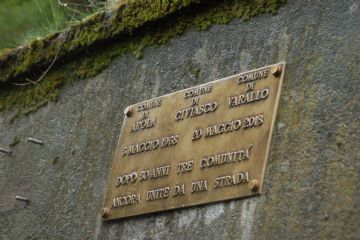 COMUNE DI AROLA
COMUNE DI CIVIASCO
COMUNE DI VARALLO
5 MAGGIO 1968 20 MAGGIO 2018
DOPO 50 ANNI TRE COMUNITA'
ANCORA UNITE DA UNA STRADA